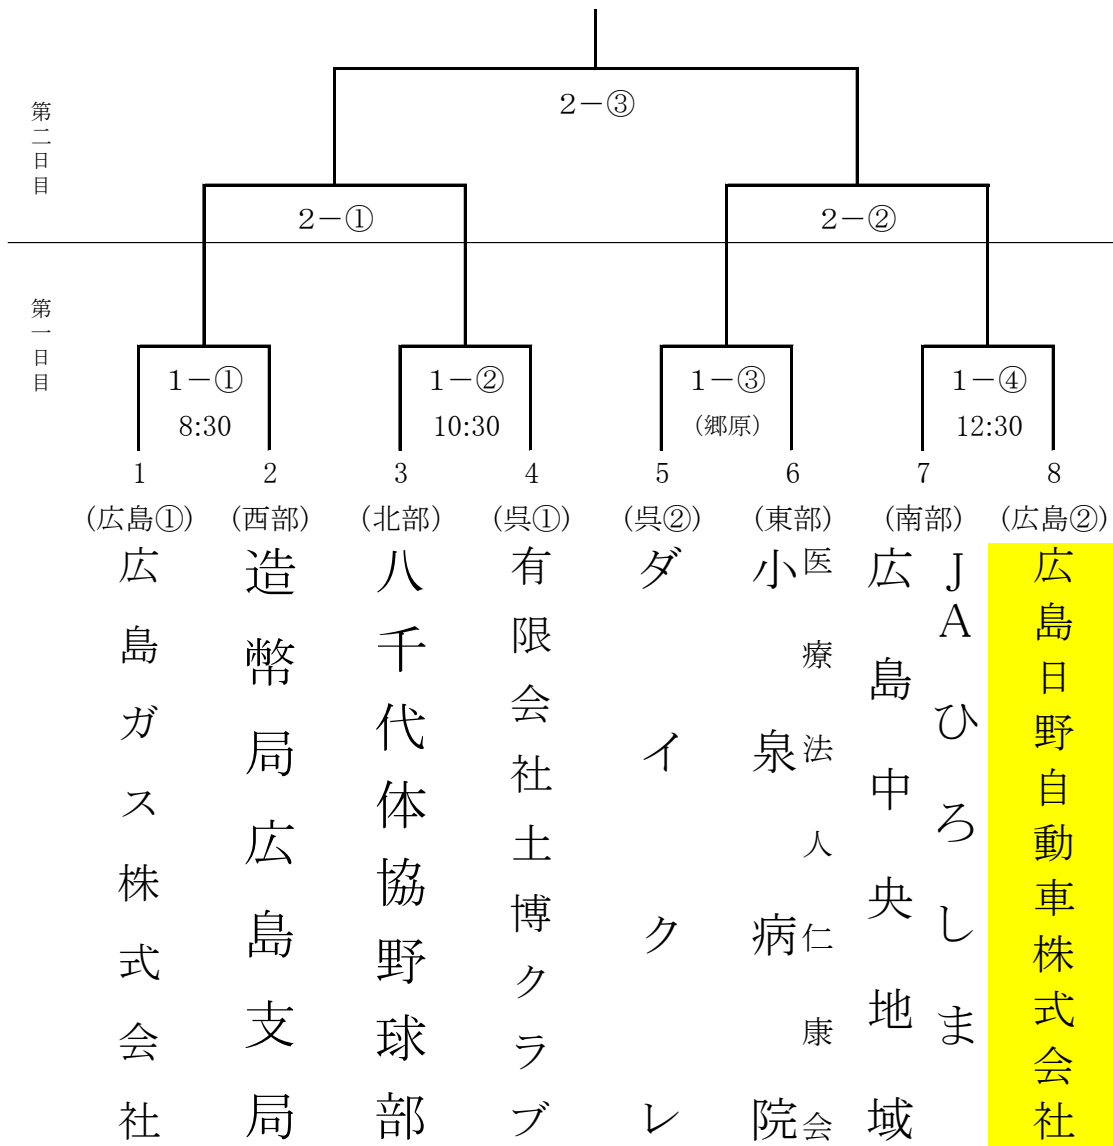 2－③
第二日目
2－①
2－②
第一日目
1－①
1－②
1－③
1－④
8:30
10:30
(郷原)
12:30
1
2
3
4
5
6
7
8
(広島①)
(西部)
(北部)
(呉①)
(呉②)
(東部)
(南部)
(広島②)
広島ガス株式会社
造幣局広島支局
八千代体協野球部
有限会社土博クラブ
ダイクレ
医療法人仁康会
小泉病院
JAひろしま
広島中央地域
広島日野自動車株式会社